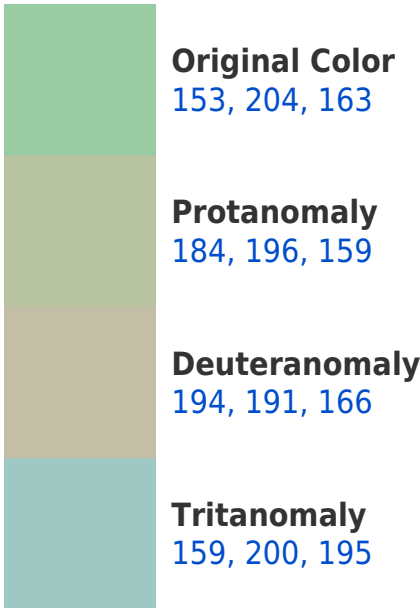 Original Color
153, 204, 163
Protanomaly
184, 196, 159
Deuteranomaly
194, 191, 166
Tritanomaly
159, 200, 195